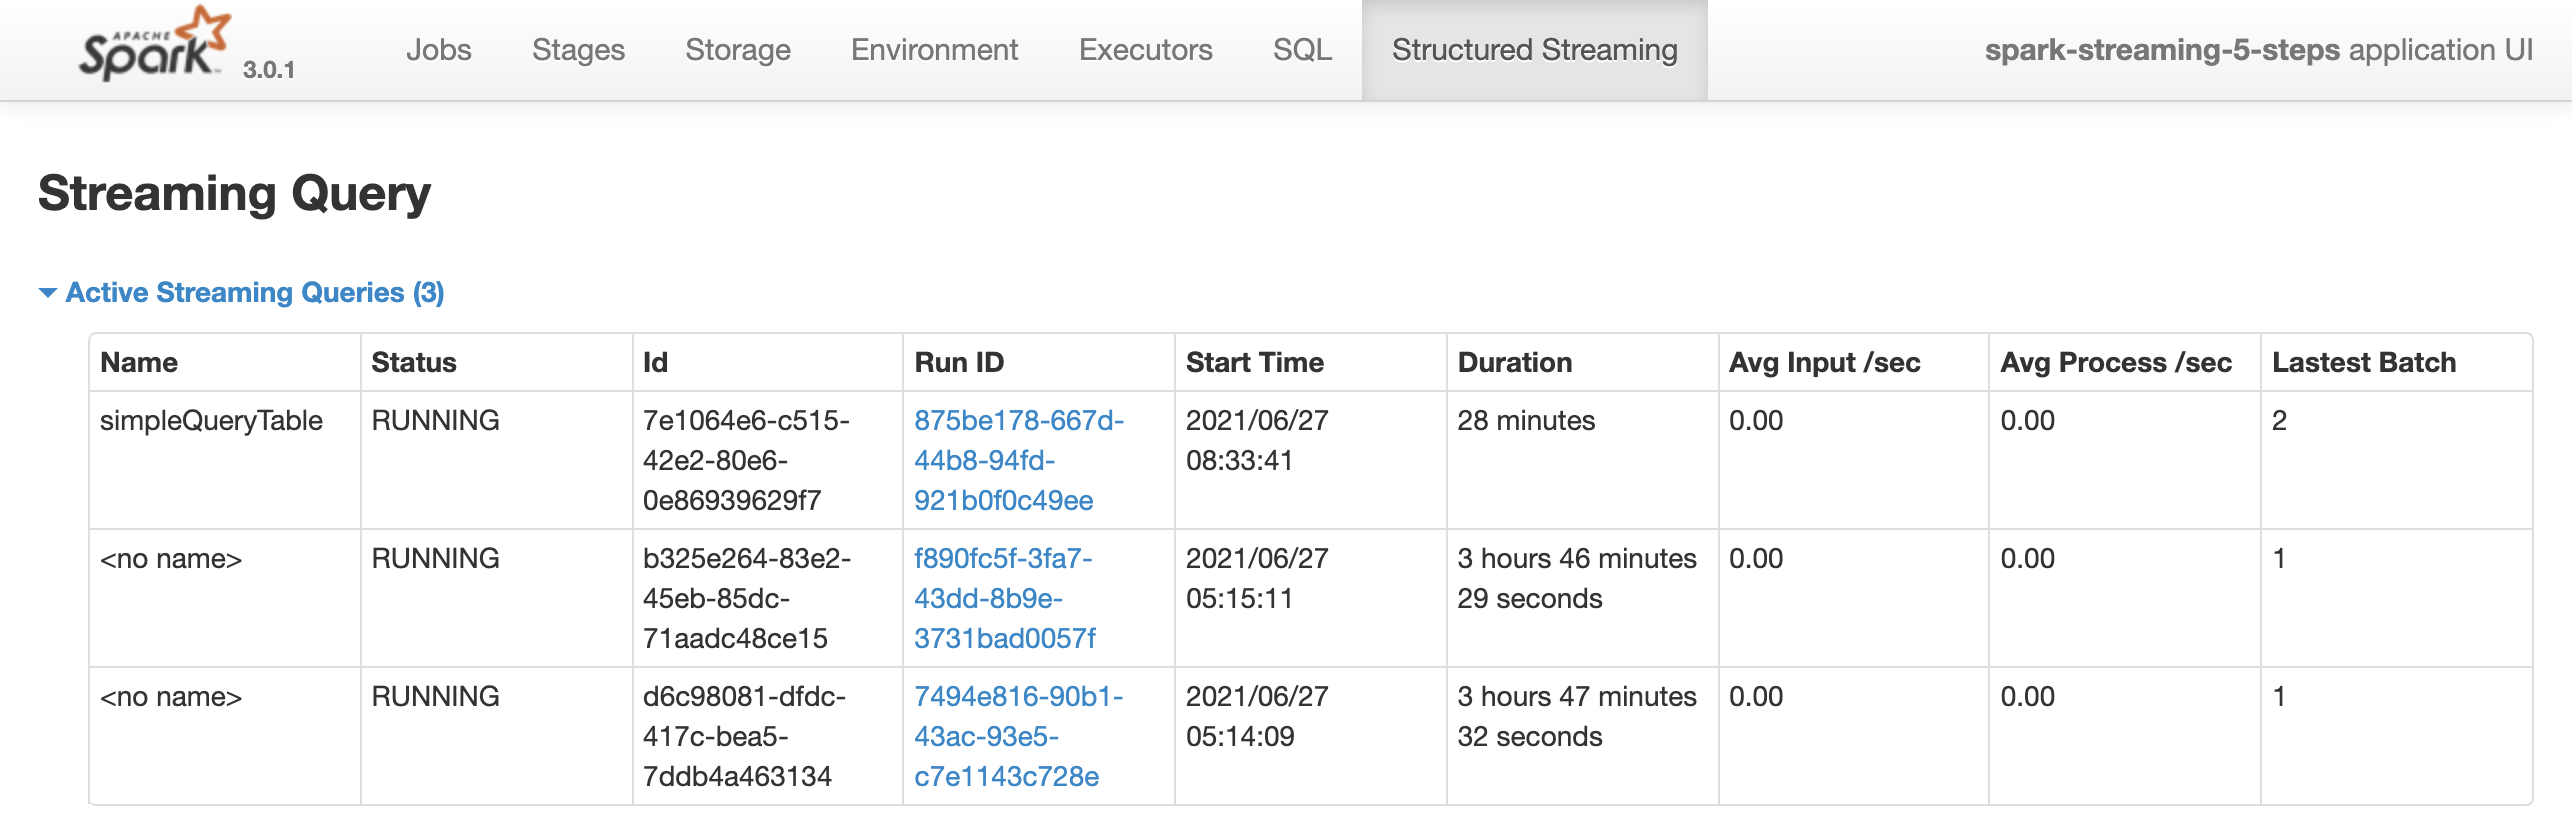 APACHE
Spark™ 3.0.1 Jobs Stages Storage Environment Executors SQL Structured Streaming spark-streaming-5-steps application UI
Streaming Query
Active Streaming Queries (3)
Name Status Id Run ID Start Time Duration Avg Input /sec Avg Process /sec Lastest Batch
simpleQueryTable RUNNING 7e1064e6-c515- 875be178-667d- 2021/06/27 28 minutes 0.00 0.00 2
42e2-80e6- 44b8-94fd- 08:33:41
0e86939629f7 921b0f0c49ee
<no name> RUNNING b325e264-83e2- f890fc5f-3fa7- 2021/06/27 3 hours 46 minutes 0.00 0.00 1
45eb-85dc- 43dd-8b9e- 05:15:11 29 seconds
71aadc48ce15 3731bad0057f
<no name> RUNNING d6c98081-dfdc- 7494e816-90b1- 2021/06/27 3 hours 47 minutes 0.00 0.00 1
417c-bea5- 43ac-93e5- 05:14:09 32 seconds
7ddb4a463134 c7e1143c728e